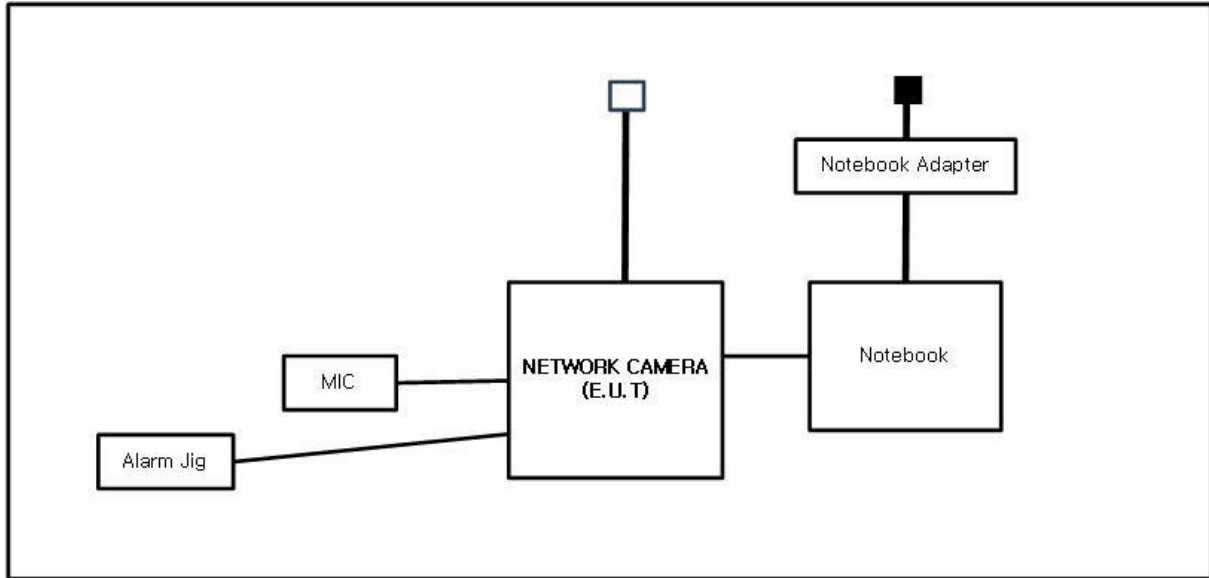 Notebook Adapter
NETWORK CAMERA
(E.U.T)
Notebook
MIC
Alarm Jig